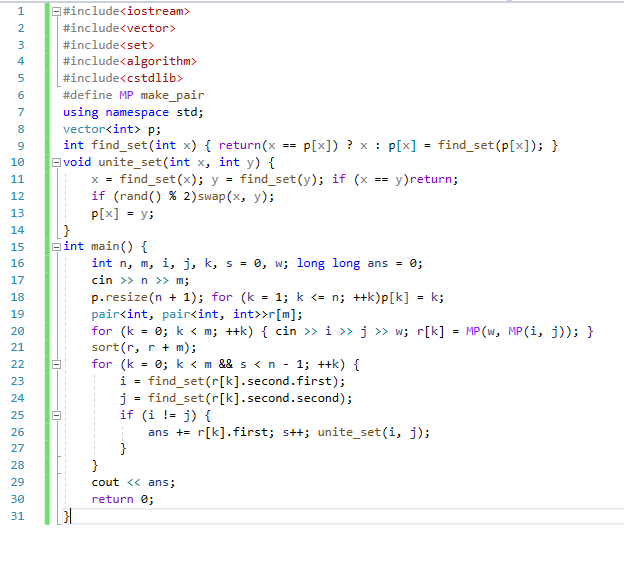 1 #include<iostream>
2 #include<vector>
3 #include<set>
4 #include<algorithm>
5 #include<cstdlib>
6 #define MP make_pair
7 using namespace std;
8 vector<int> p;
9 int find_set(int x) { return(x == p[x]) ? x : p[x] = find_set(p[x]); }
10 void unite_set(int x, int y) {
11 x = find_set(x); y = find_set(y); if (x == y)return;
12 if (rand() % 2)swap(x, y);
13 p[x] = y;
14 }
15 int main() {
16 int n, m, i, j, k, s = 0, w; long long ans = 0;
17 cin >> n >> m;
18 p.resize(n + 1); for (k = 1; k <= n; ++k)p[k] = k;
19 pair<int, pair<int, int>>r[m];
20 for (k = 0; k < m; ++k) { cin >> i >> j >> w; r[k] = MP(w, MP(i, j)); }
21 sort(r, r + m);
22 for (k = 0; k < m && s < n - 1; ++k) {
23 i = find_set(r[k].second.first);
24 j = find_set(r[k].second.second);
25 if (i != j) {
26 ans += r[k].first; s++; unite_set(i, j);
27 }
28 }
29 cout << ans;
30 return 0;
31 }